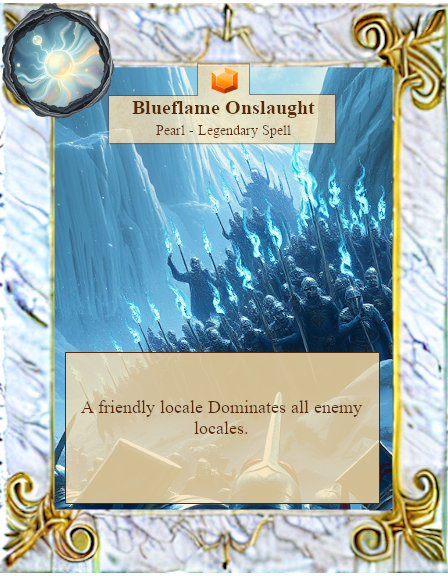 Blueflame Onslaught
Pearl - Legendary Spell
A friendly locale Dominates all enemy
locales.